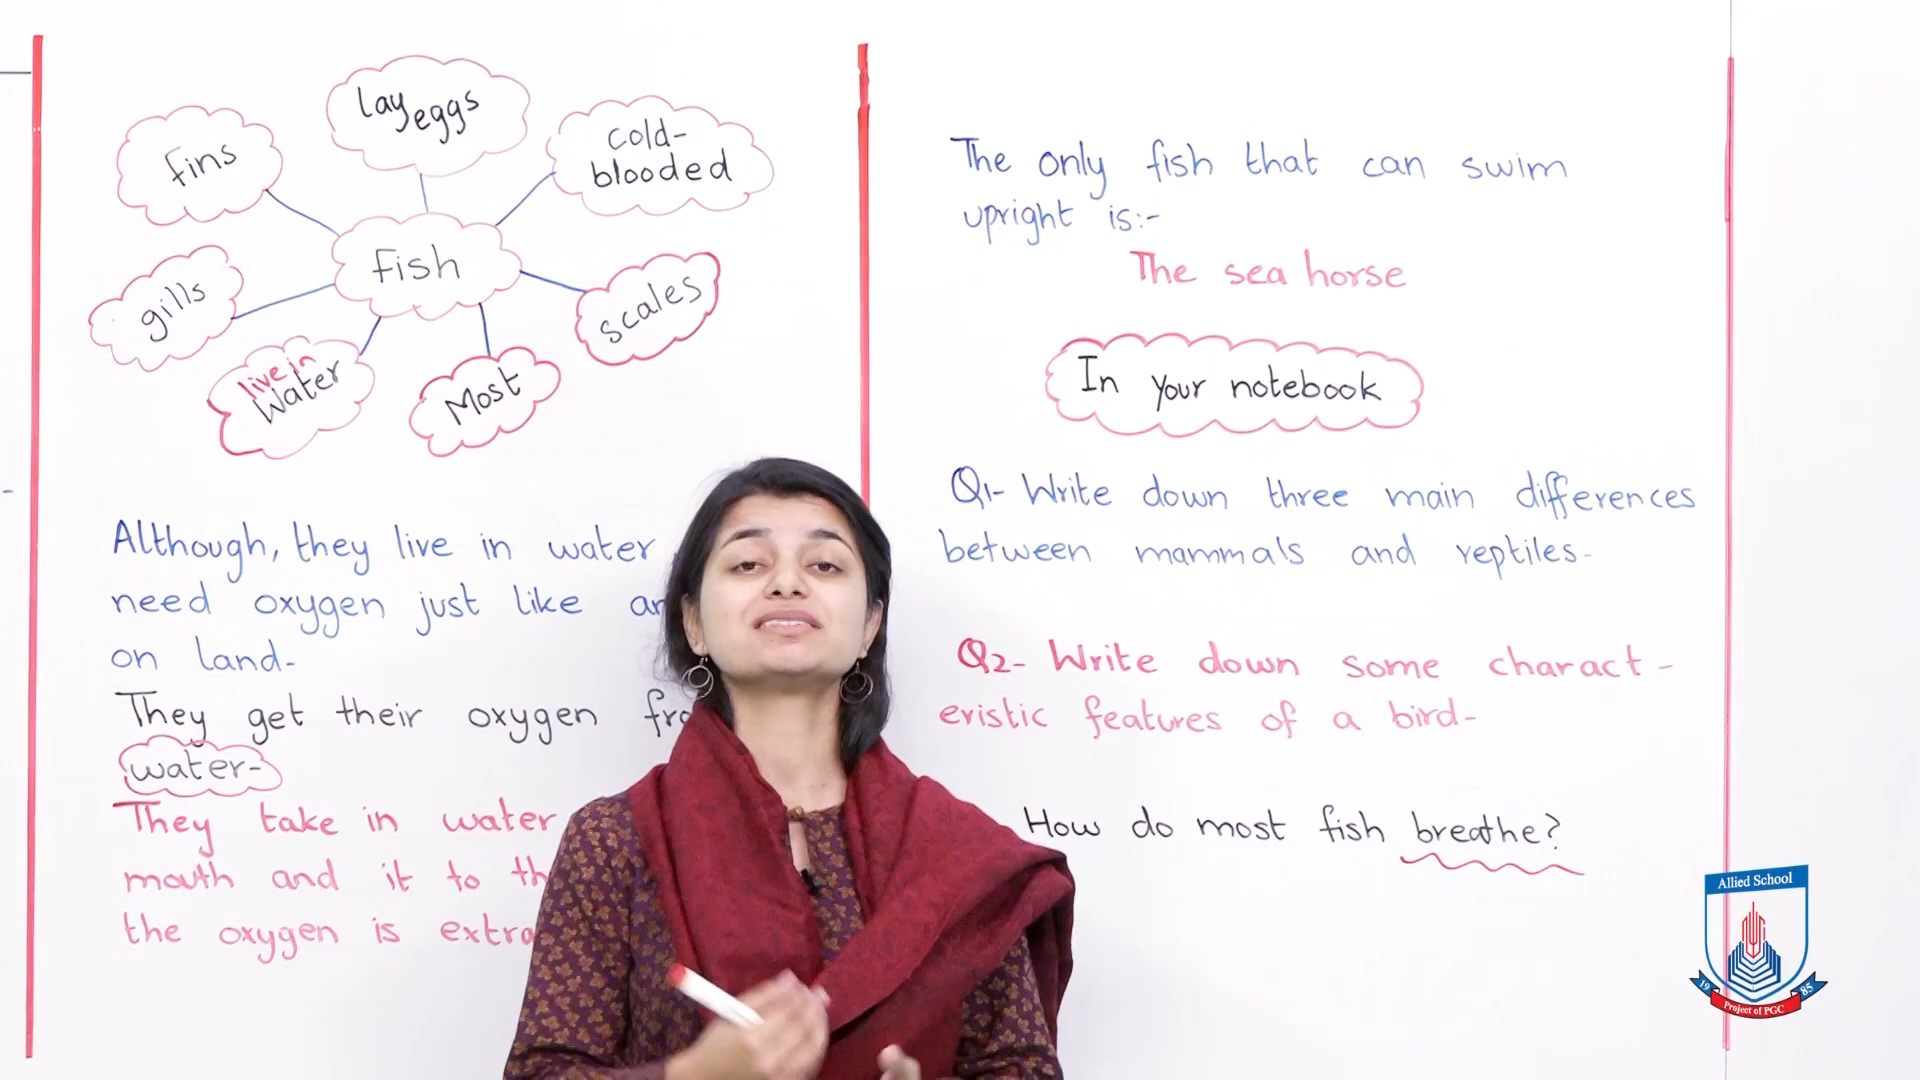 lay eggs
fins
cold-
blooded
fish
gills
scales
live in
water
Most
Although, they live in water
need oxygen just like
on land-
They get their oxygen
water-
They take in water
mouth and it to
the oxygen is
The only fish that can swim
upright is:-
The sea horse
In your notebook
Q1- Write down three main differences
between mammals and reptiles-
Q2- Write down some charact-
eristic features of a bird-
How do most fish breathe?
Allied School
19 85
Project of PGC